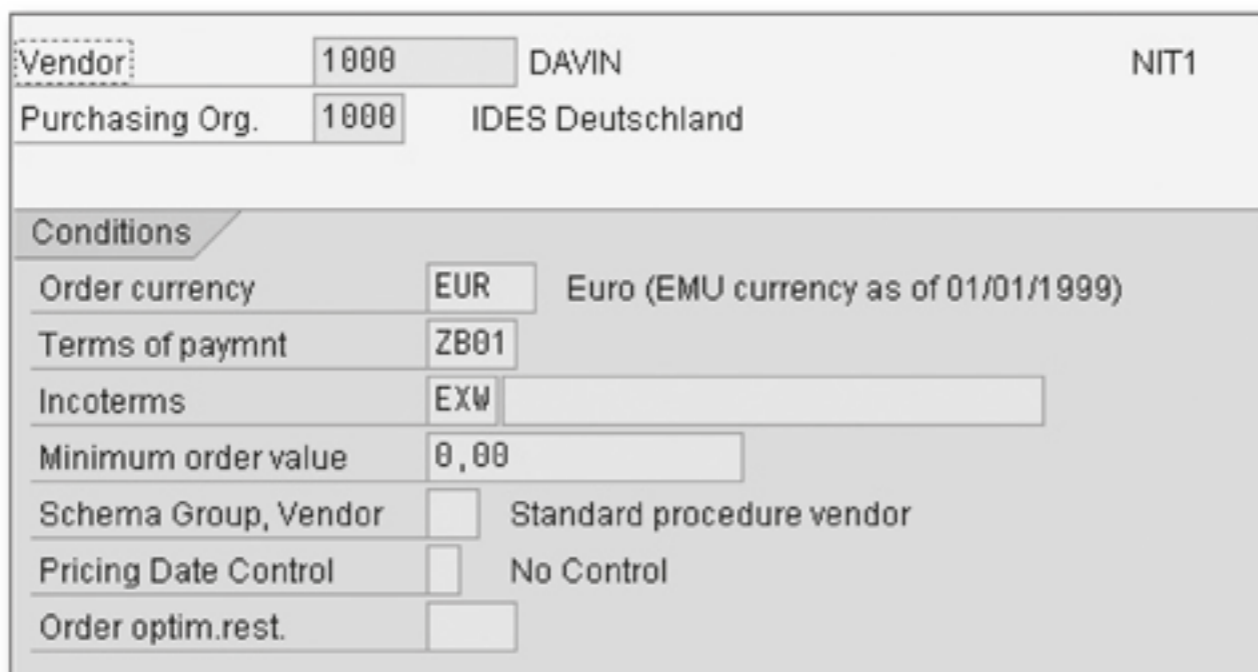 Vendor 1000 DAVIN NIT1
Purchasing Org. 1000 IDES Deutschland
Conditions
Order currency EUR Euro (EMU currency as of 01/01/1999)
Terms of paymnt ZB01
Incoterms EXW
Minimum order value 0,00
Schema Group, Vendor Standard procedure vendor
Pricing Date Control No Control
Order optim.rest.